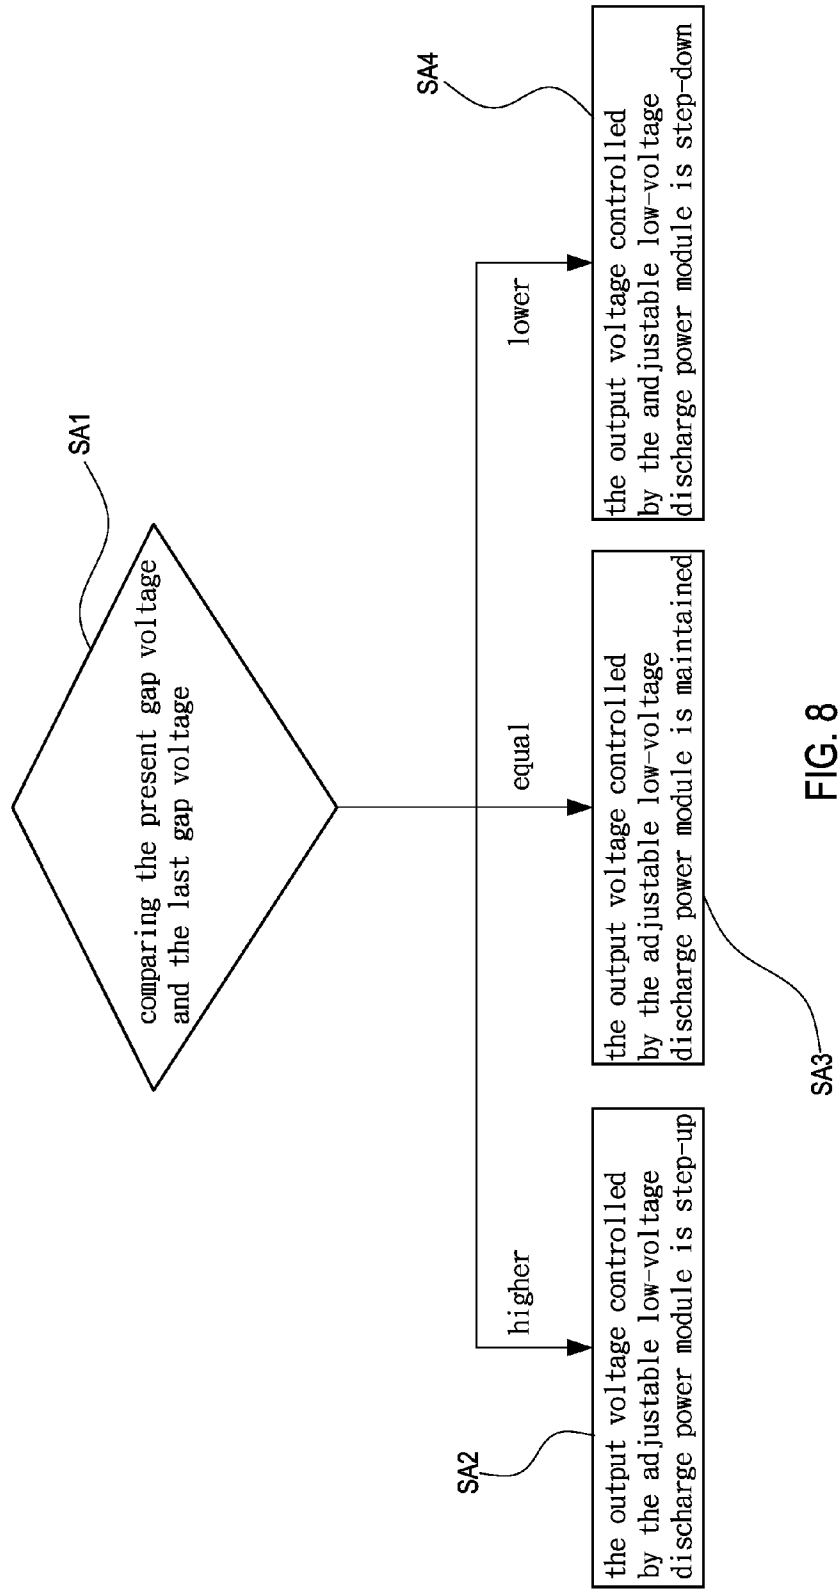 SA1
comparing the present gap voltage
and the last gap voltage
higher
equal
lower
SA2
the output voltage controlled
by the adjustable low-voltage
discharge power module is step-up
the output voltage controlled
by the adjustable low-voltage
discharge power module is maintained
SA3
SA4
the output voltage controlled
by the andjustable low-voltage
discharge power module is step-down
FIG. 8